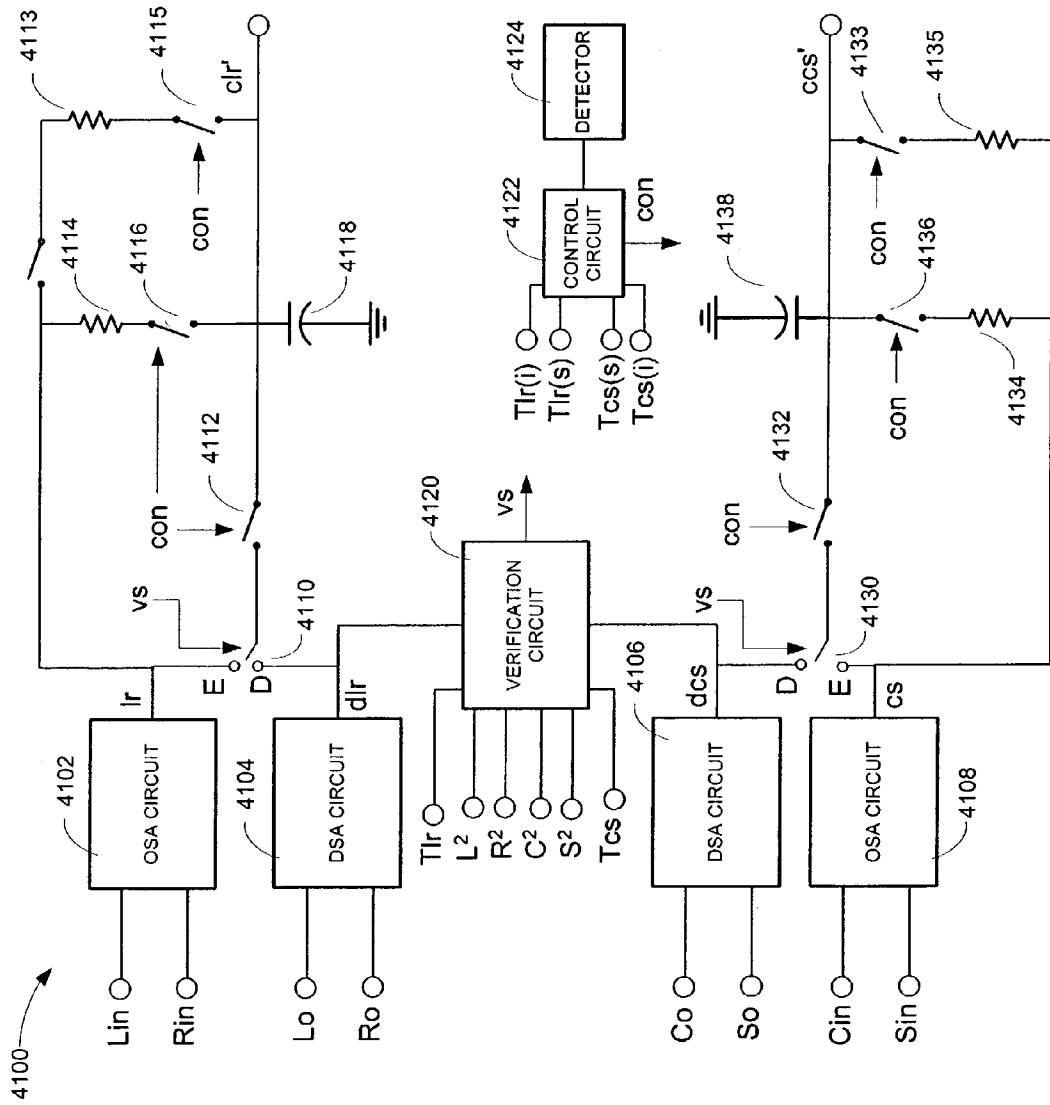 4100
Lin
Rin
4102
OSA CIRCUIT
lr
E
D
vs
4110
Lo
Ro
4104
DSA CIRCUIT
dlr
con
4112
4114
4116
4118
4113
4115
con
clr'
Tlr
L²
R²
C²
S²
Tcs
VERIFICATION
CIRCUIT
4120
vs
Tlr(i)
Tlr(s)
Tcs(s)
Tcs(i)
CONTROL
CIRCUIT
4122
con
DETECTOR
4124
Co
So
DSA CIRCUIT
4106
dcs
D
E
vs
4130
Cin
Sin
OSA CIRCUIT
4108
cs
con
4132
4138
4136
con
4134
ccs'
4133
con
4135